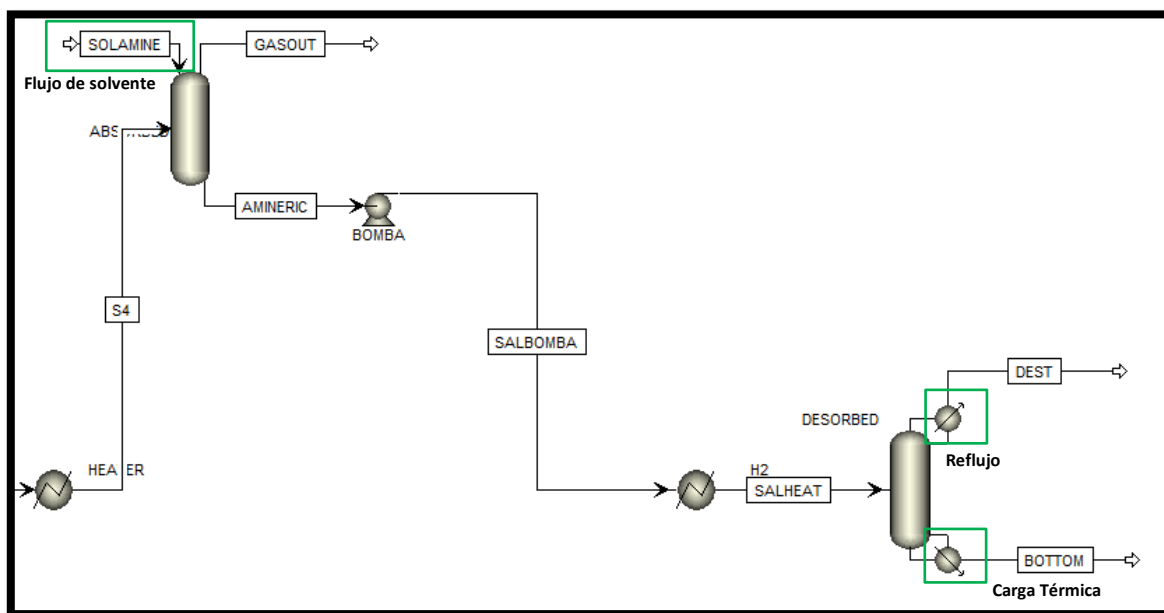 SOLAMINE
GASOUT
Flujo de solvente
AMINERIC
BOMBA
S4
SALBOMBA
DEST
DESORBED
Reflujo
H2
SALHEAT
BOTTOM
Carga Térmica